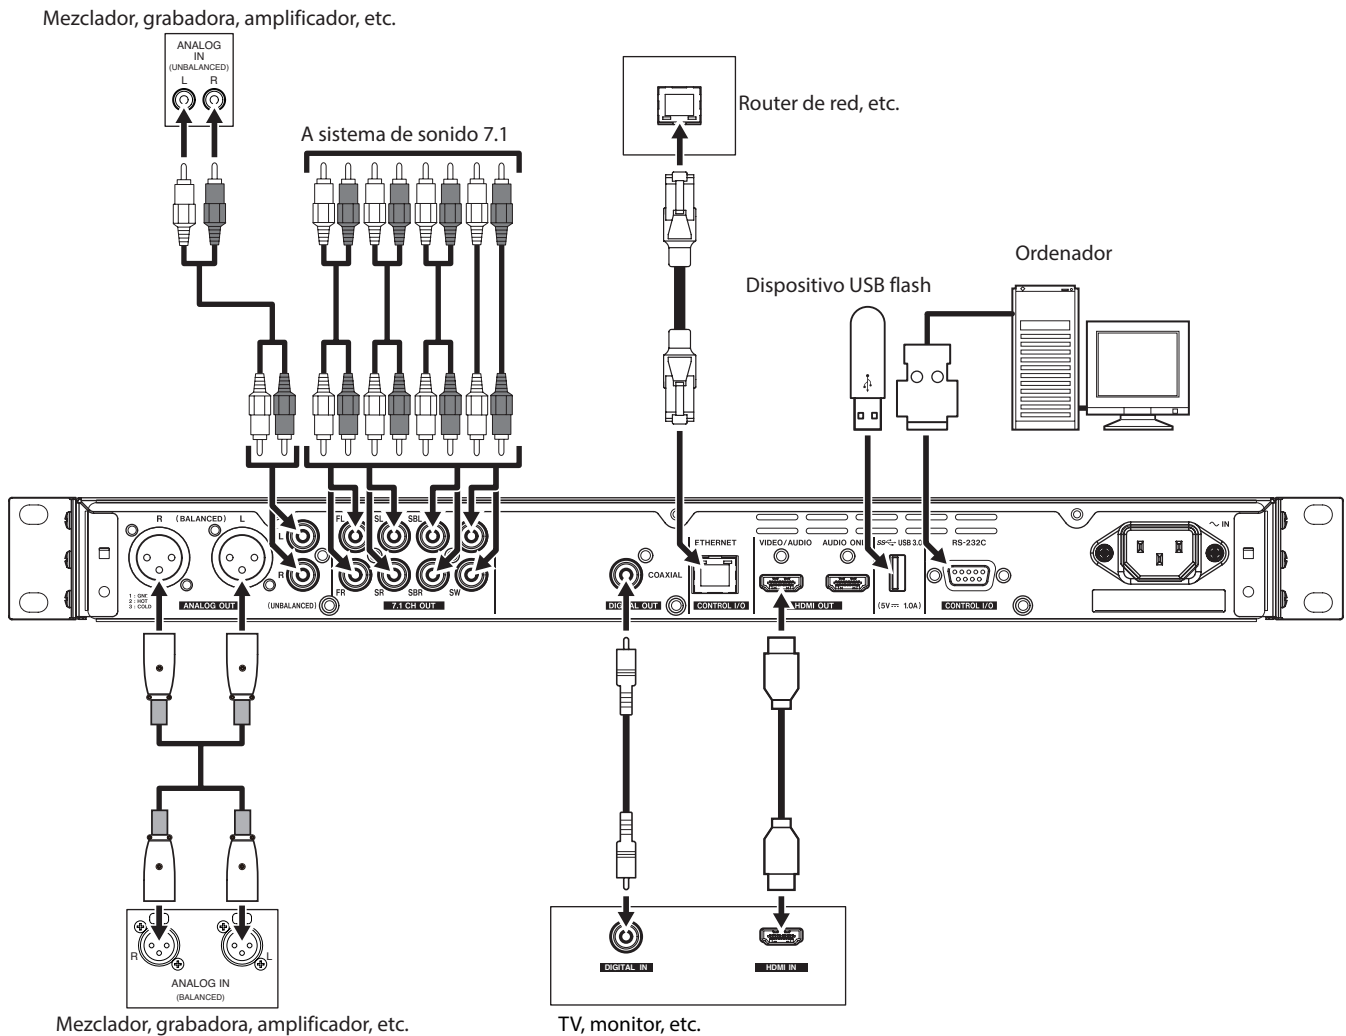 Mezclador, grabadora, amplificador, etc.
ANALOG
IN
(UNBALANCED)
L R
A sistema de sonido 7.1
Router de red, etc.
Dispositivo USB flash
Ordenador
R (BALANCED) L
L
R
FL SL SBL
FR SR SBR SW
1 : GND
2 : HOT
3 : COLD
ANALOG OUT
(UNBALANCED)
7.1 CH OUT
COAXIAL
DIGITAL OUT
ETHERNET
CONTROL I/O
VIDEO/AUDIO AUDIO ONLY
HDMI OUT
USB 3.0
(5V 1.0A)
RS-232C
CONTROL I/O
~ IN
R L
ANALOG IN
(BALANCED)
Mezclador, grabadora, amplificador, etc.
DIGITAL IN
HDMI IN
TV, monitor, etc.